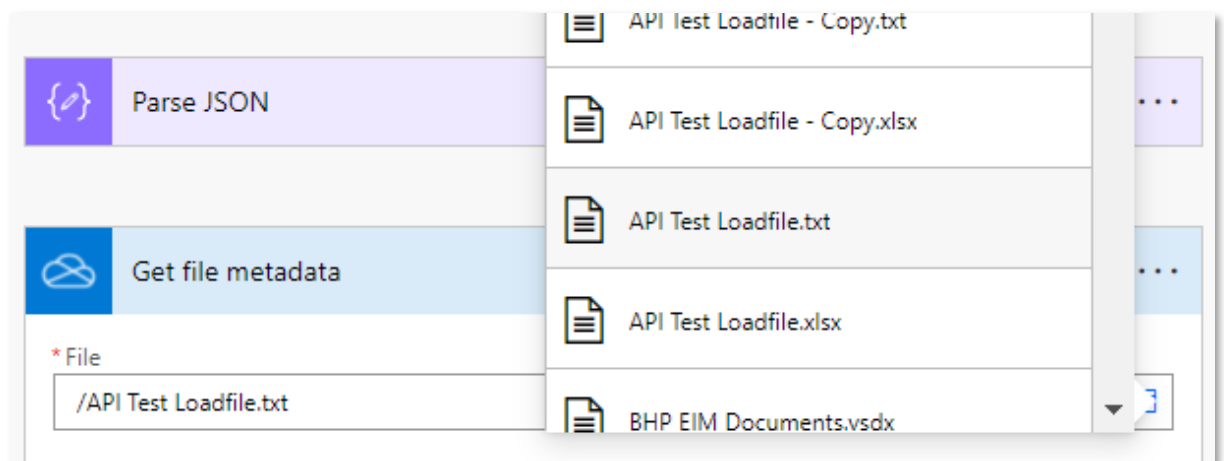 API Test Loadfile - Copy.txt
Parse JSON
...
API Test Loadfile - Copy.xlsx
API Test Loadfile.txt
Get file metadata
...
API Test Loadfile.xlsx
* File
/API Test Loadfile.txt
BHP EIM Documents.vsdx